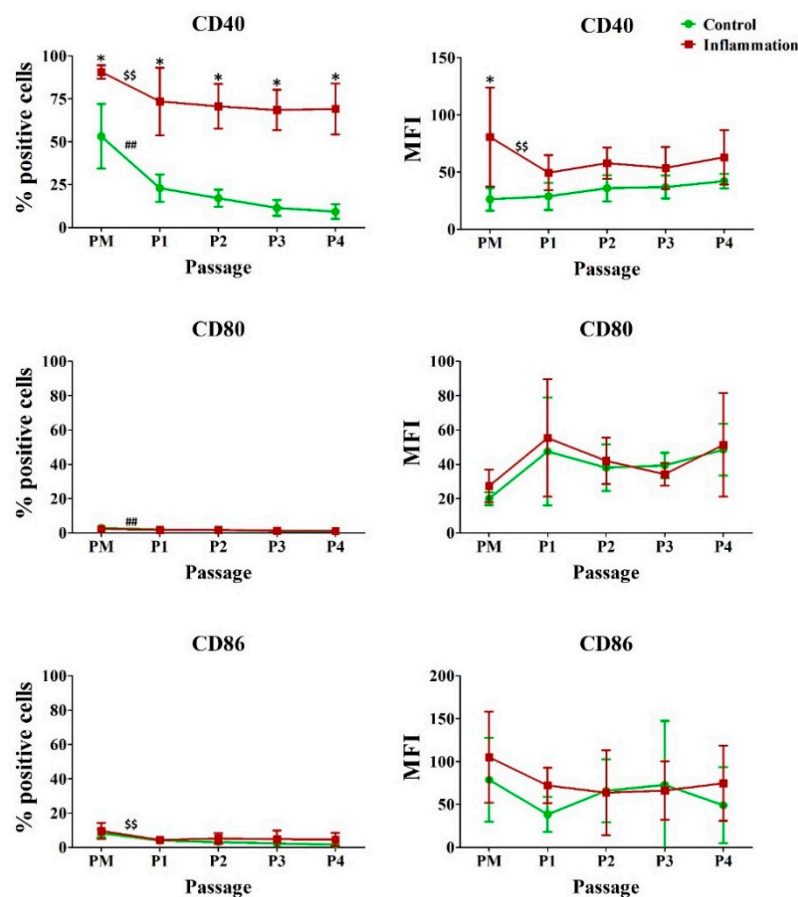 CD40
CD40
Control
Inflammation
% positive cells
100
75
50
25
0
*
$$
*
*
*
*
##
PM P1 P2 P3 P4
Passage
MFI
150
100
50
0
*
$$
PM P1 P2 P3 P4
Passage
CD80
CD80
% positive cells
100
80
60
40
20
0
##
PM P1 P2 P3 P4
Passage
MFI
100
80
60
40
20
0
PM P1 P2 P3 P4
Passage
CD86
CD86
% positive cells
100
80
60
40
20
0
$$
PM P1 P2 P3 P4
Passage
MFI
200
150
100
50
0
PM P1 P2 P3 P4
Passage